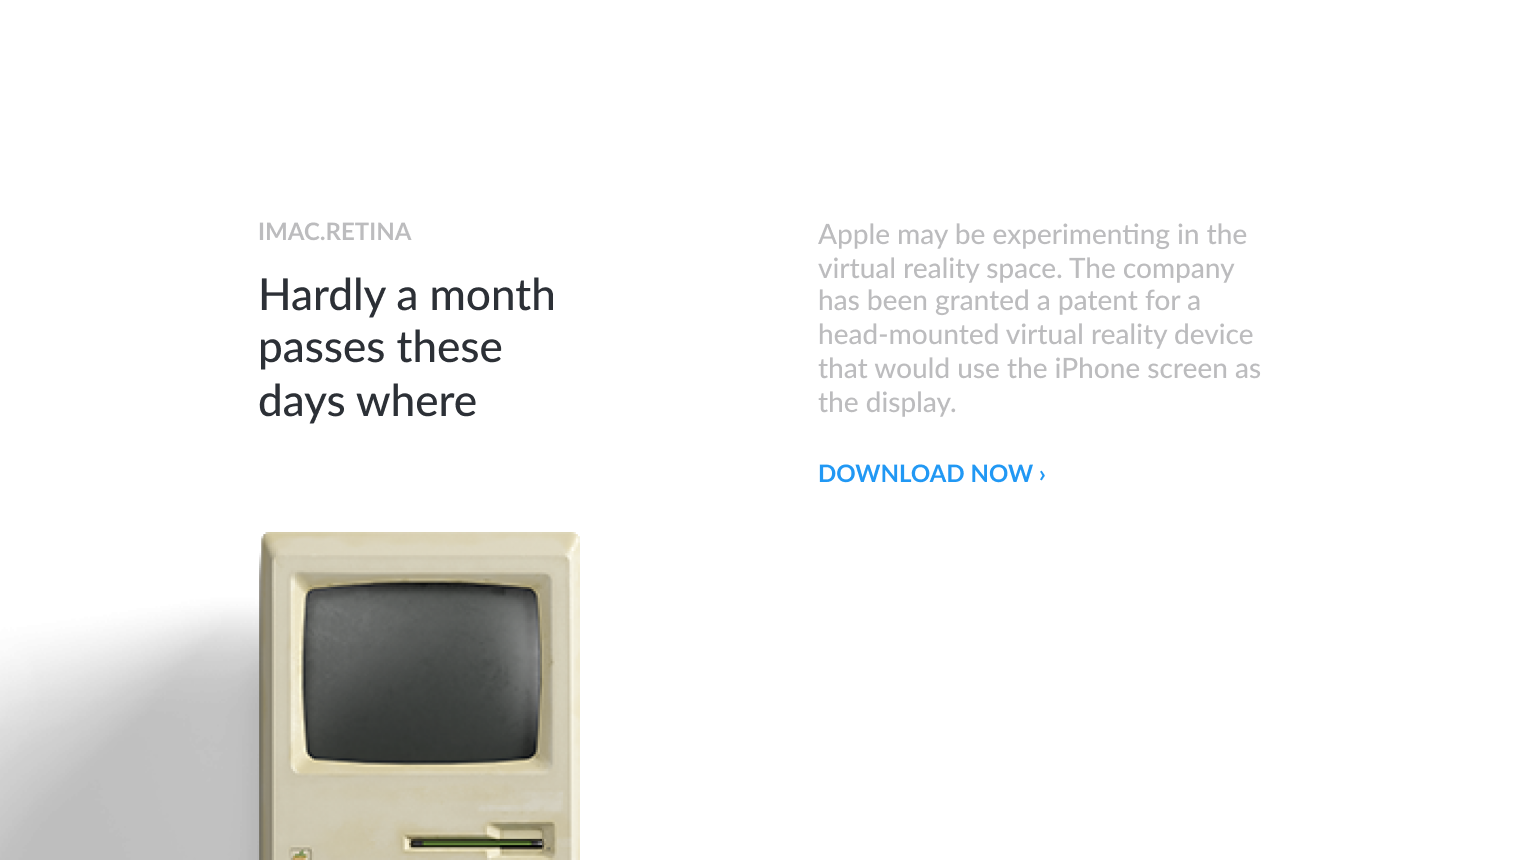 IMAC.RETINA
Hardly a month
passes these
days where
Apple may be experimenting in the
virtual reality space. The company
has been granted a patent for a
head-mounted virtual reality device
that would use the iPhone screen as
the display.
DOWNLOAD NOW ›